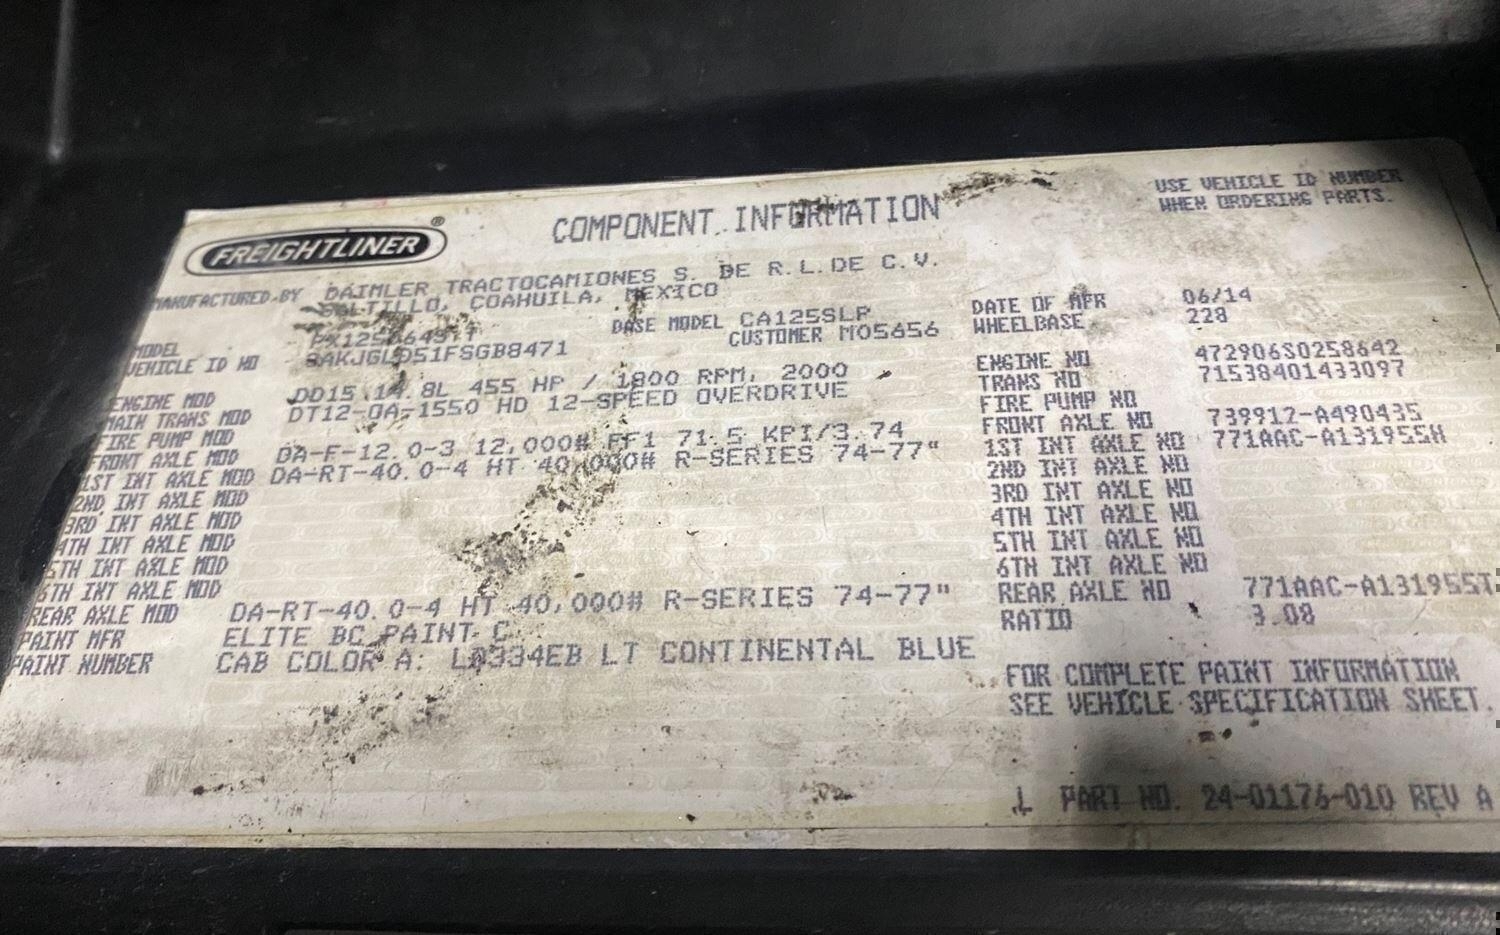 FREIGHTLINER®
COMPONENT INFORMATION
USE VEHICLE ID NUMBER
WHEN ORDERING PARTS.
MANUFACTURED BY DAIMLER TRACTOCAMIONES S. DE R.L.DE C.V.
SALTILLO, COAHUILA, MEXICO
DATE OF MFR 06/14
BASE MODEL CA125SLP
WHEELBASE 228
MODEL
CUSTOMER M05656
VEHICLE ID NO 3AKJGLD51FSGB8471
ENGINE NO 472906S0258642
ENGINE MOD DD15 14.8L 455 HP / 1800 RPM, 2000
TRANS NO 71538401433097
MAIN TRANS MOD DT12-OA-1550 HD 12-SPEED OVERDRIVE
FIRE PUMP NO
FIRE PUMP MOD
FRONT AXLE NO 739912-A490435
FRONT AXLE MOD DA-F-12.0-3 12,000# FF1 71.5 KPI/3.74
1ST INT AXLE NO 771AAC-A131955H
1ST INT AXLE MOD DA-RT-40.0-4 HT 40,000# R-SERIES 74-77"
2ND INT AXLE NO
2ND INT AXLE MOD
3RD INT AXLE NO
3RD INT AXLE MOD
4TH INT AXLE NO
4TH INT AXLE MOD
5TH INT AXLE NO
5TH INT AXLE MOD
6TH INT AXLE NO
6TH INT AXLE MOD
REAR AXLE NO
REAR AXLE MOD DA-RT-40.0-4 HT 40,000# R-SERIES 74-77"
RATIO 3.08
PAINT MFR ELITE BC PAINT C
PAINT NUMBER CAB COLOR A: L0334EB LT CONTINENTAL BLUE
FOR COMPLETE PAINT INFORMATION
SEE VEHICLE SPECIFICATION SHEET.
PART NO. 24-01176-010 REV A